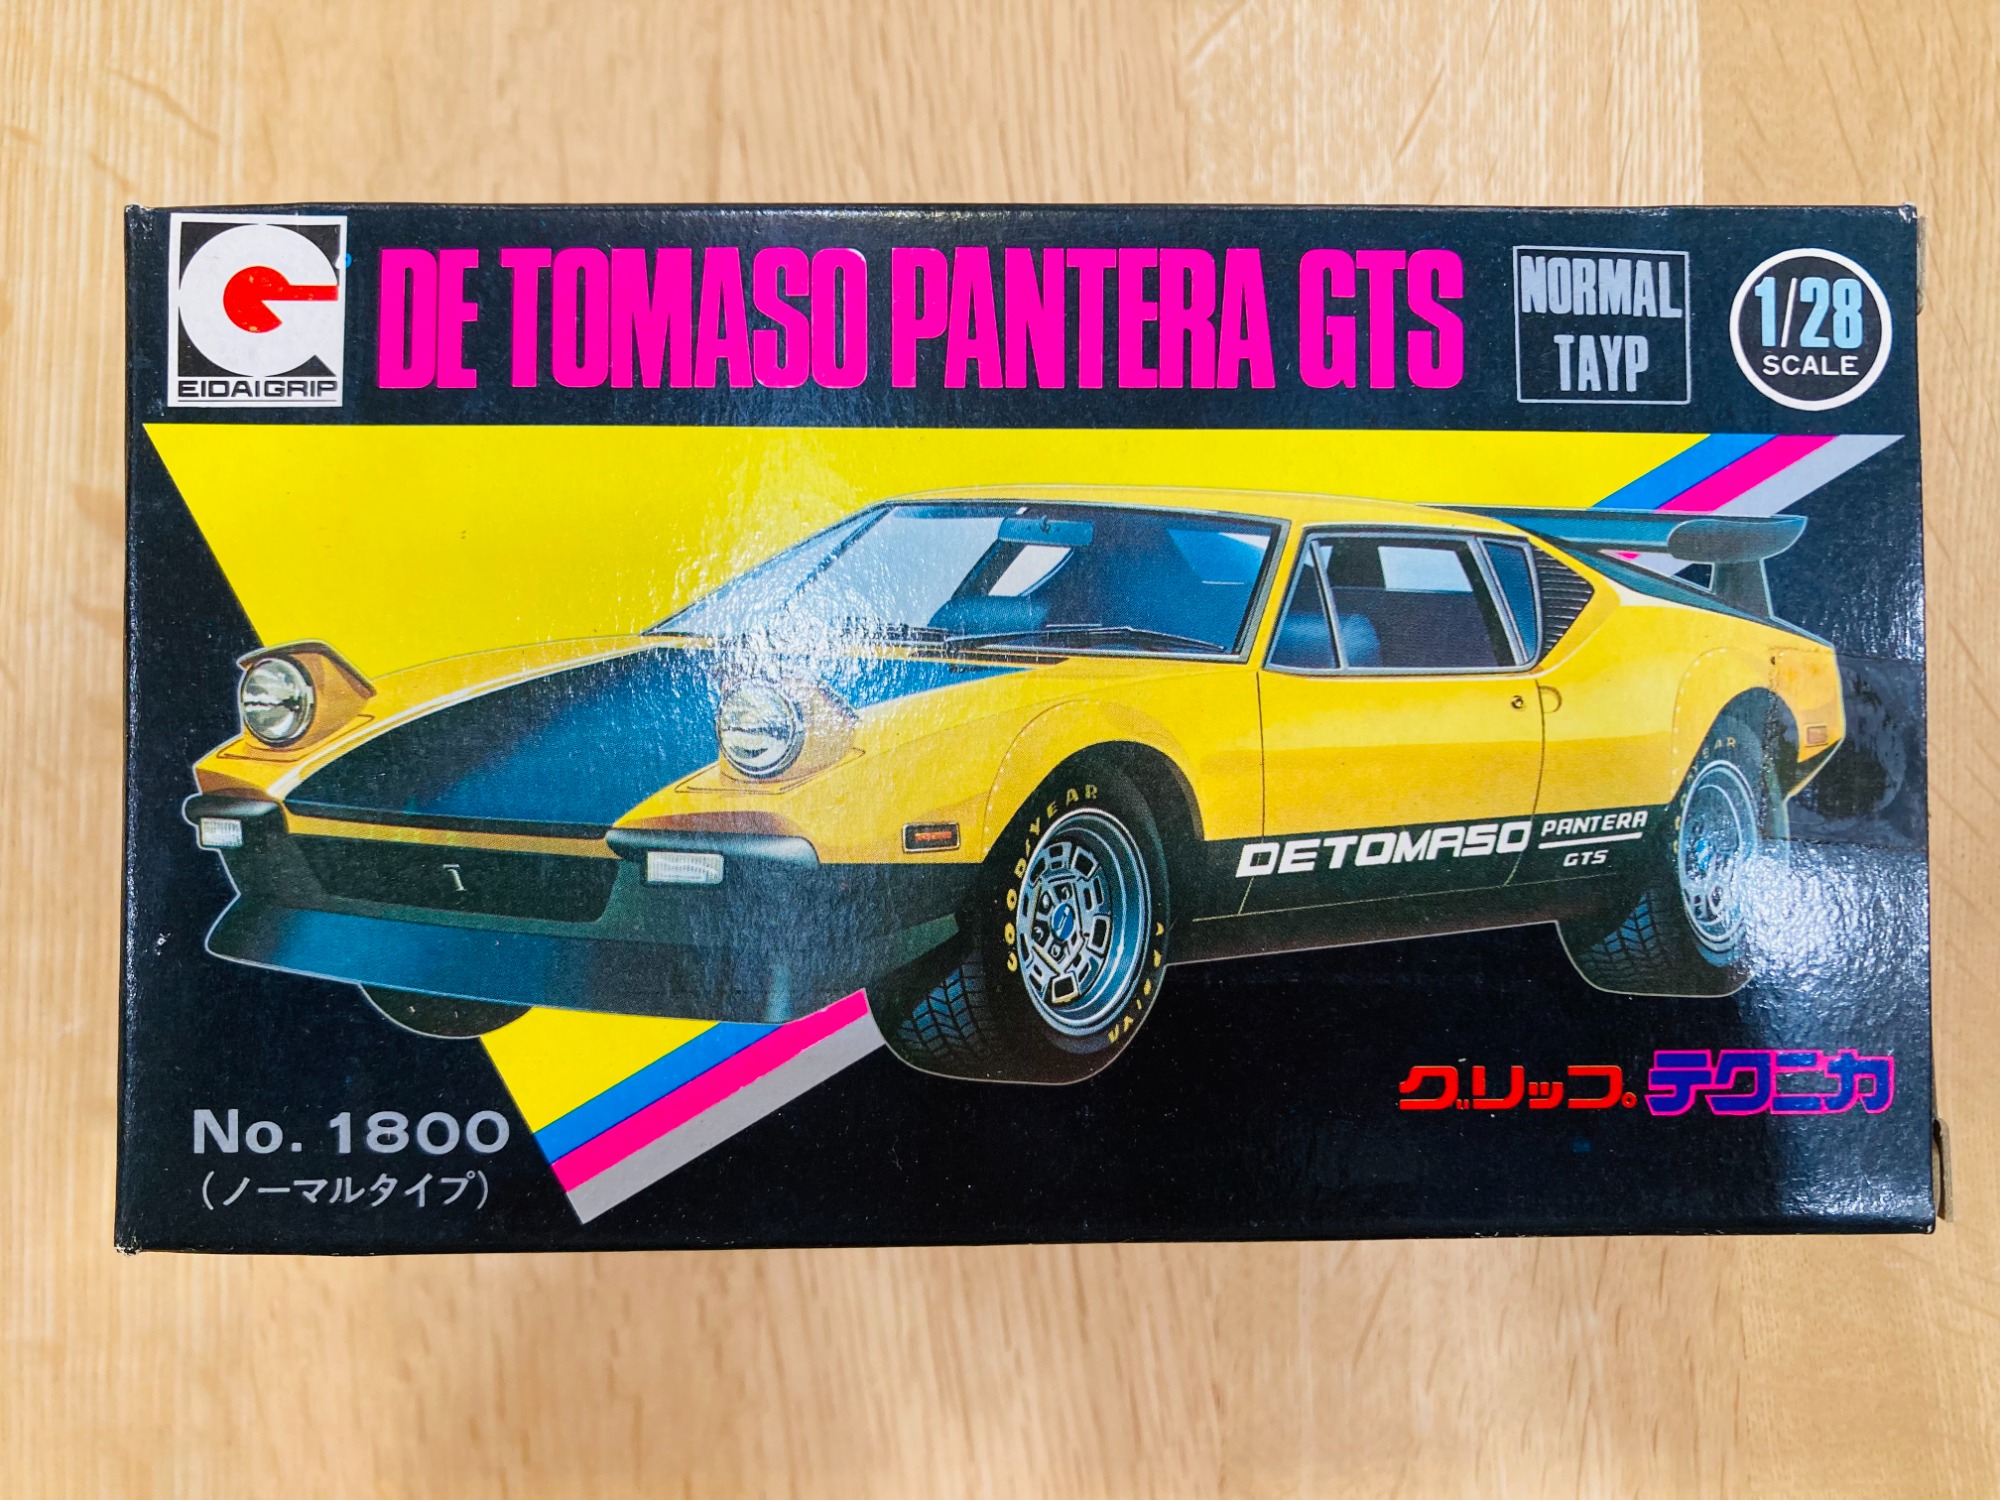 EIDAIGRIP
DE TOMASO PANTERA GTS
NORMAL
TAYP
1/28
SCALE
GOODYEAR
DETOMASO PANTERA
GTS
グリップ テクニカ
No. 1800
(ノーマルタイプ)